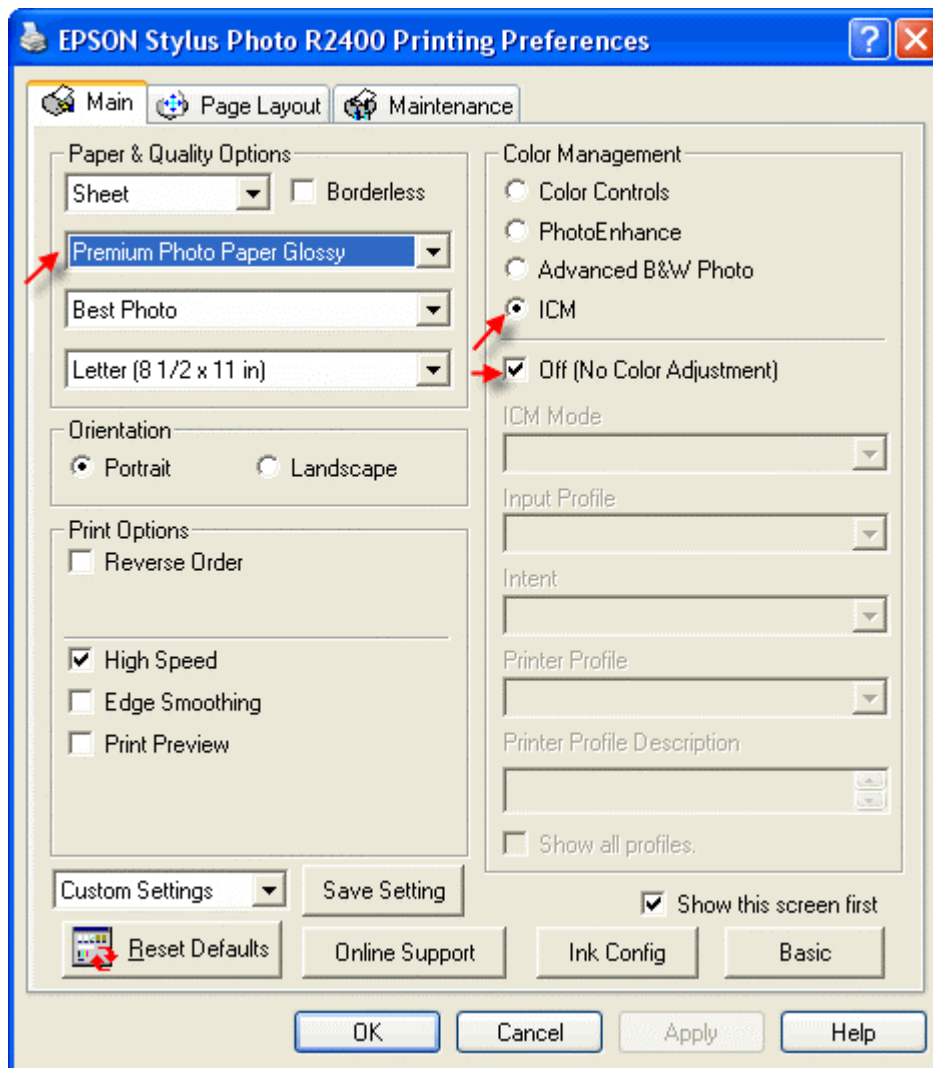 EPSON Stylus Photo R2400 Printing Preferences
Main
Page Layout
Maintenance
Paper & Quality Options
Sheet
Borderless
Premium Photo Paper Glossy
Best Photo
Letter (8 1/2 x 11 in)
Orientation
Portrait
Landscape
Print Options
Reverse Order
High Speed
Edge Smoothing
Print Preview
Color Management
Color Controls
PhotoEnhance
Advanced B&W Photo
ICM
Off (No Color Adjustment)
ICM Mode
Input Profile
Intent
Printer Profile
Printer Profile Description
Show all profiles.
Custom Settings
Save Setting
Show this screen first
Reset Defaults
Online Support
Ink Config
Basic
OK
Cancel
Apply
Help